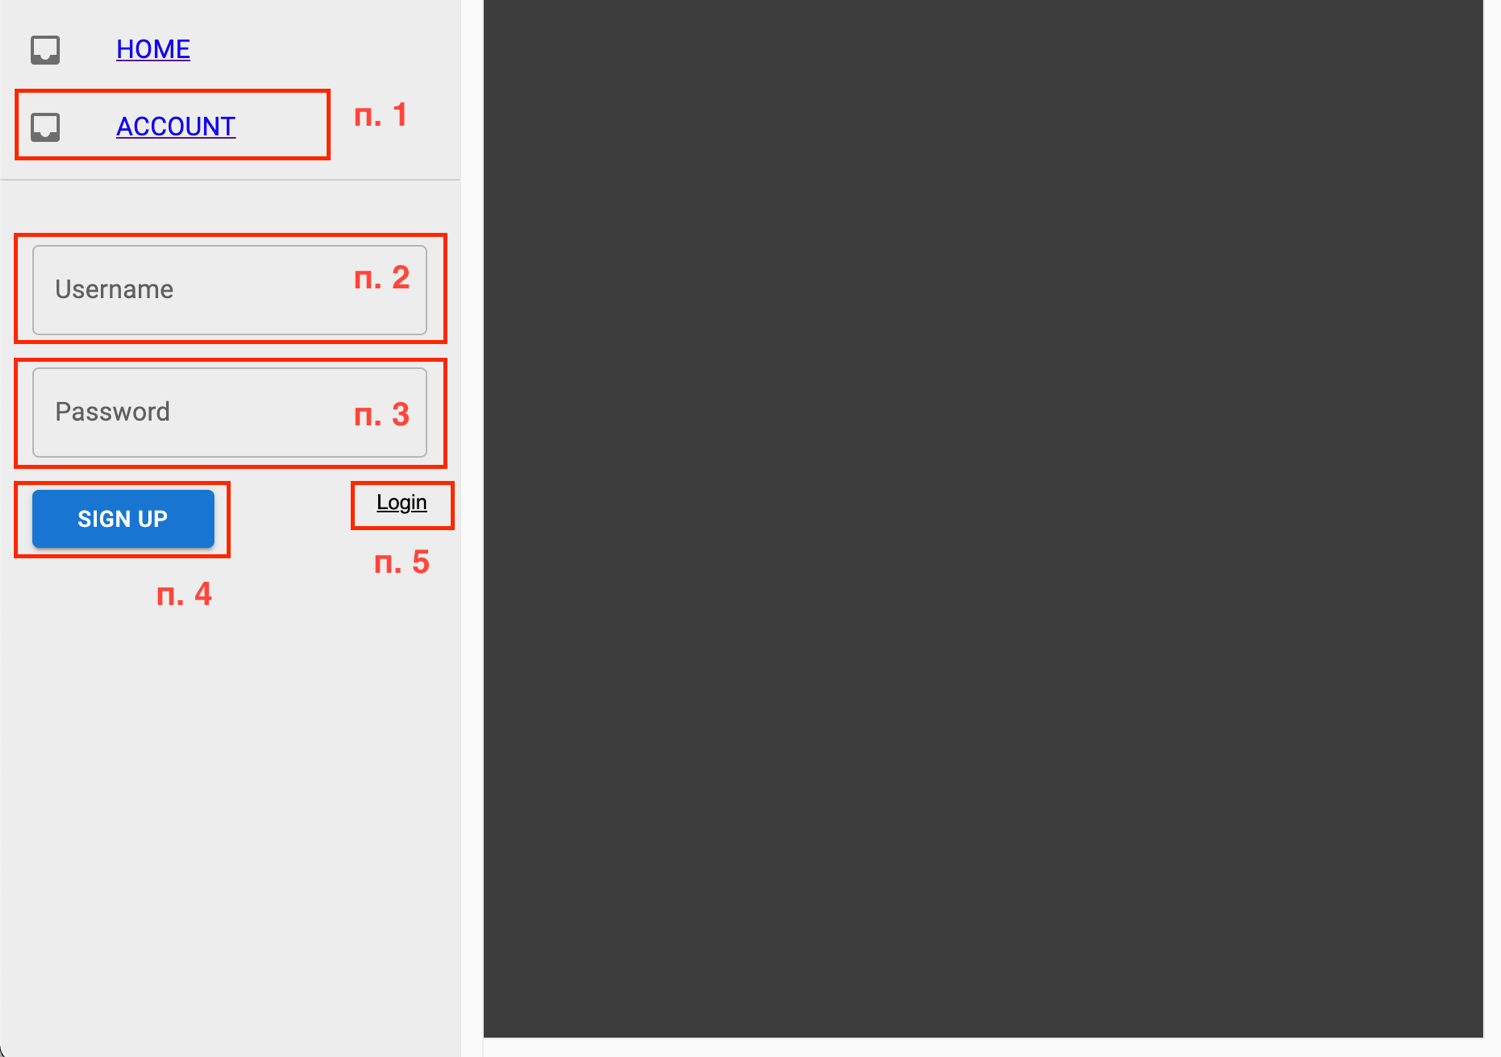 HOME
ACCOUNT п. 1
Username п. 2
Password п. 3
SIGN UP
Login
п. 5
п. 4